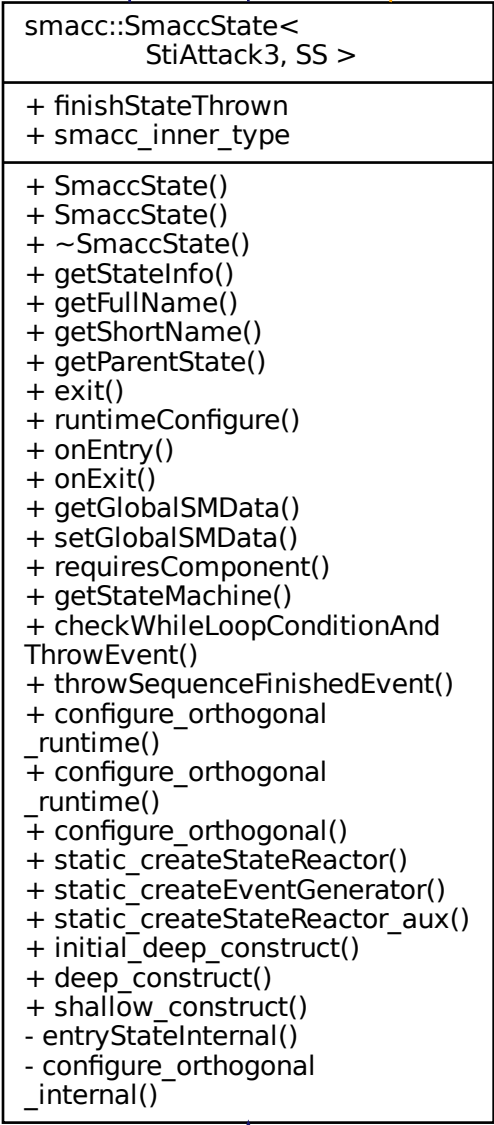 smacc::SmaccState<
StiAttack3, SS >
+ finishStateThrown
+ smacc_inner_type
+ SmaccState()
+ SmaccState()
+ ~SmaccState()
+ getStateInfo()
+ getFullName()
+ getShortName()
+ getParentState()
+ exit()
+ runtimeConfigure()
+ onEntry()
+ onExit()
+ getGlobalSMData()
+ setGlobalSMData()
+ requiresComponent()
+ getStateMachine()
+ checkWhileLoopConditionAnd
ThrowEvent()
+ throwSequenceFinishedEvent()
+ configure_orthogonal
_runtime()
+ configure_orthogonal
_runtime()
+ configure_orthogonal()
+ static_createStateReactor()
+ static_createEventGenerator()
+ static_createStateReactor_aux()
+ initial_deep_construct()
+ deep_construct()
+ shallow_construct()
- entryStateInternal()
- configure_orthogonal
_internal()